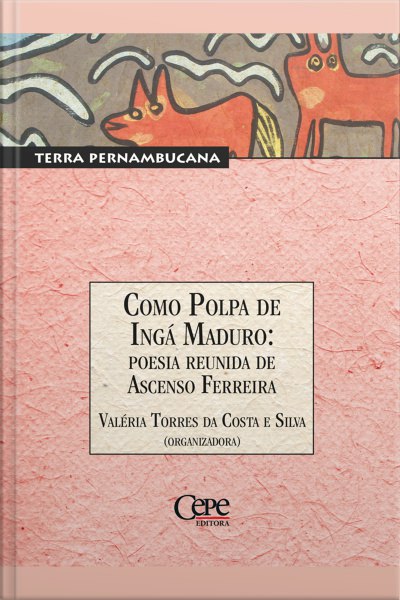 TERRA PERNAMBUCANA
COMO POLPA DE
INGÁ MADURO:
POESIA REUNIDA DE
ASCENSO FERREIRA
VALÉRIA TORRES DA COSTA E SILVA
(ORGANIZADORA)
Cepe
EDITORA